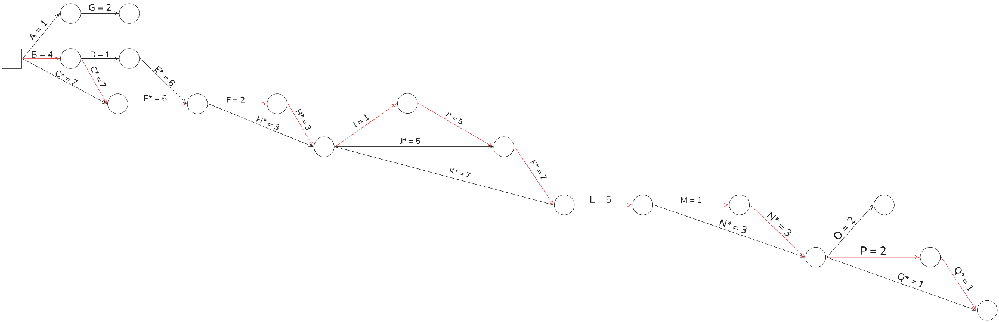 G = 2
A = 1
B = 4
D = 1
C* = 7
C* = 7
E* = 6
E* = 6
F = 2
H* = 3
H* = 3
I = 1
J* = 5
J* = 5
K* = 7
K* = 7
L = 5
M = 1
N* = 3
N* = 3
O = 2
P = 2
Q* = 1
Q* = 1